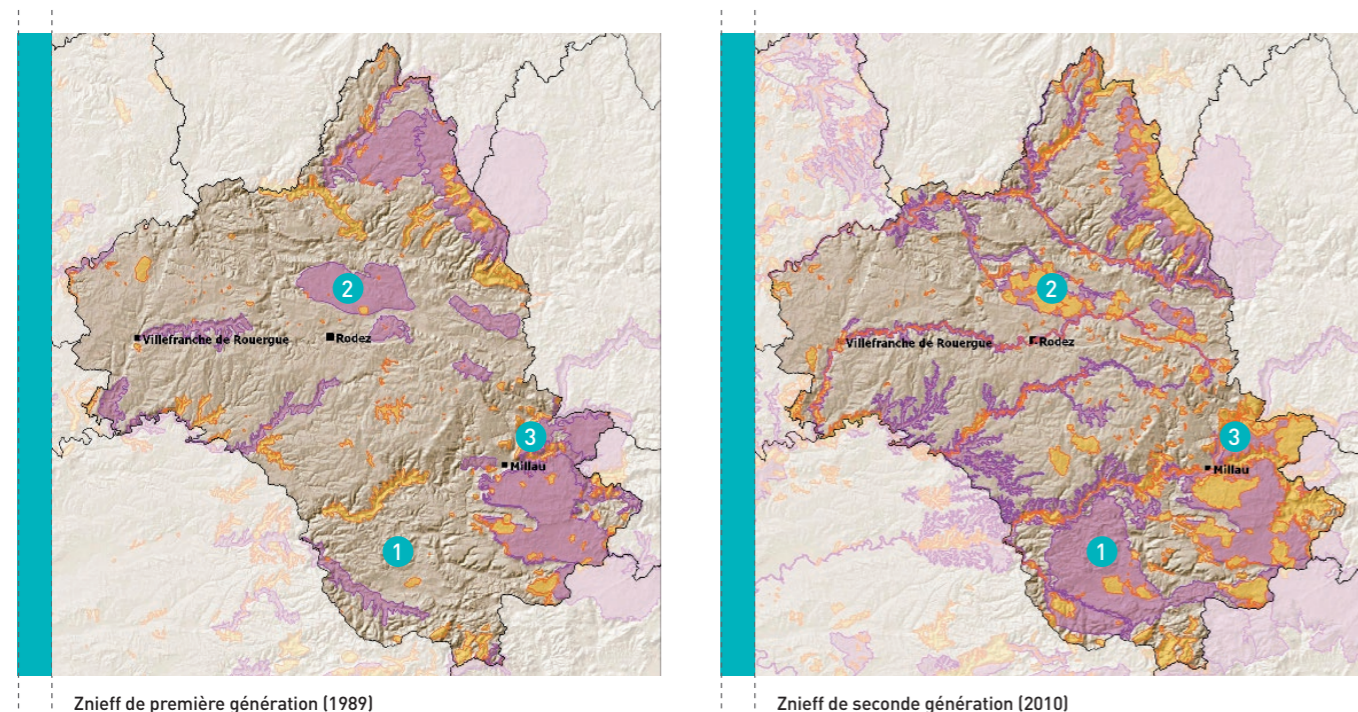 2
Villefranche de Rouergue
Rodez
3
Millau
1
Znieff de première génération (1989)
2
Villefranche de Rouergue
Rodez
3
Millau
1
Znieff de seconde génération (2010)